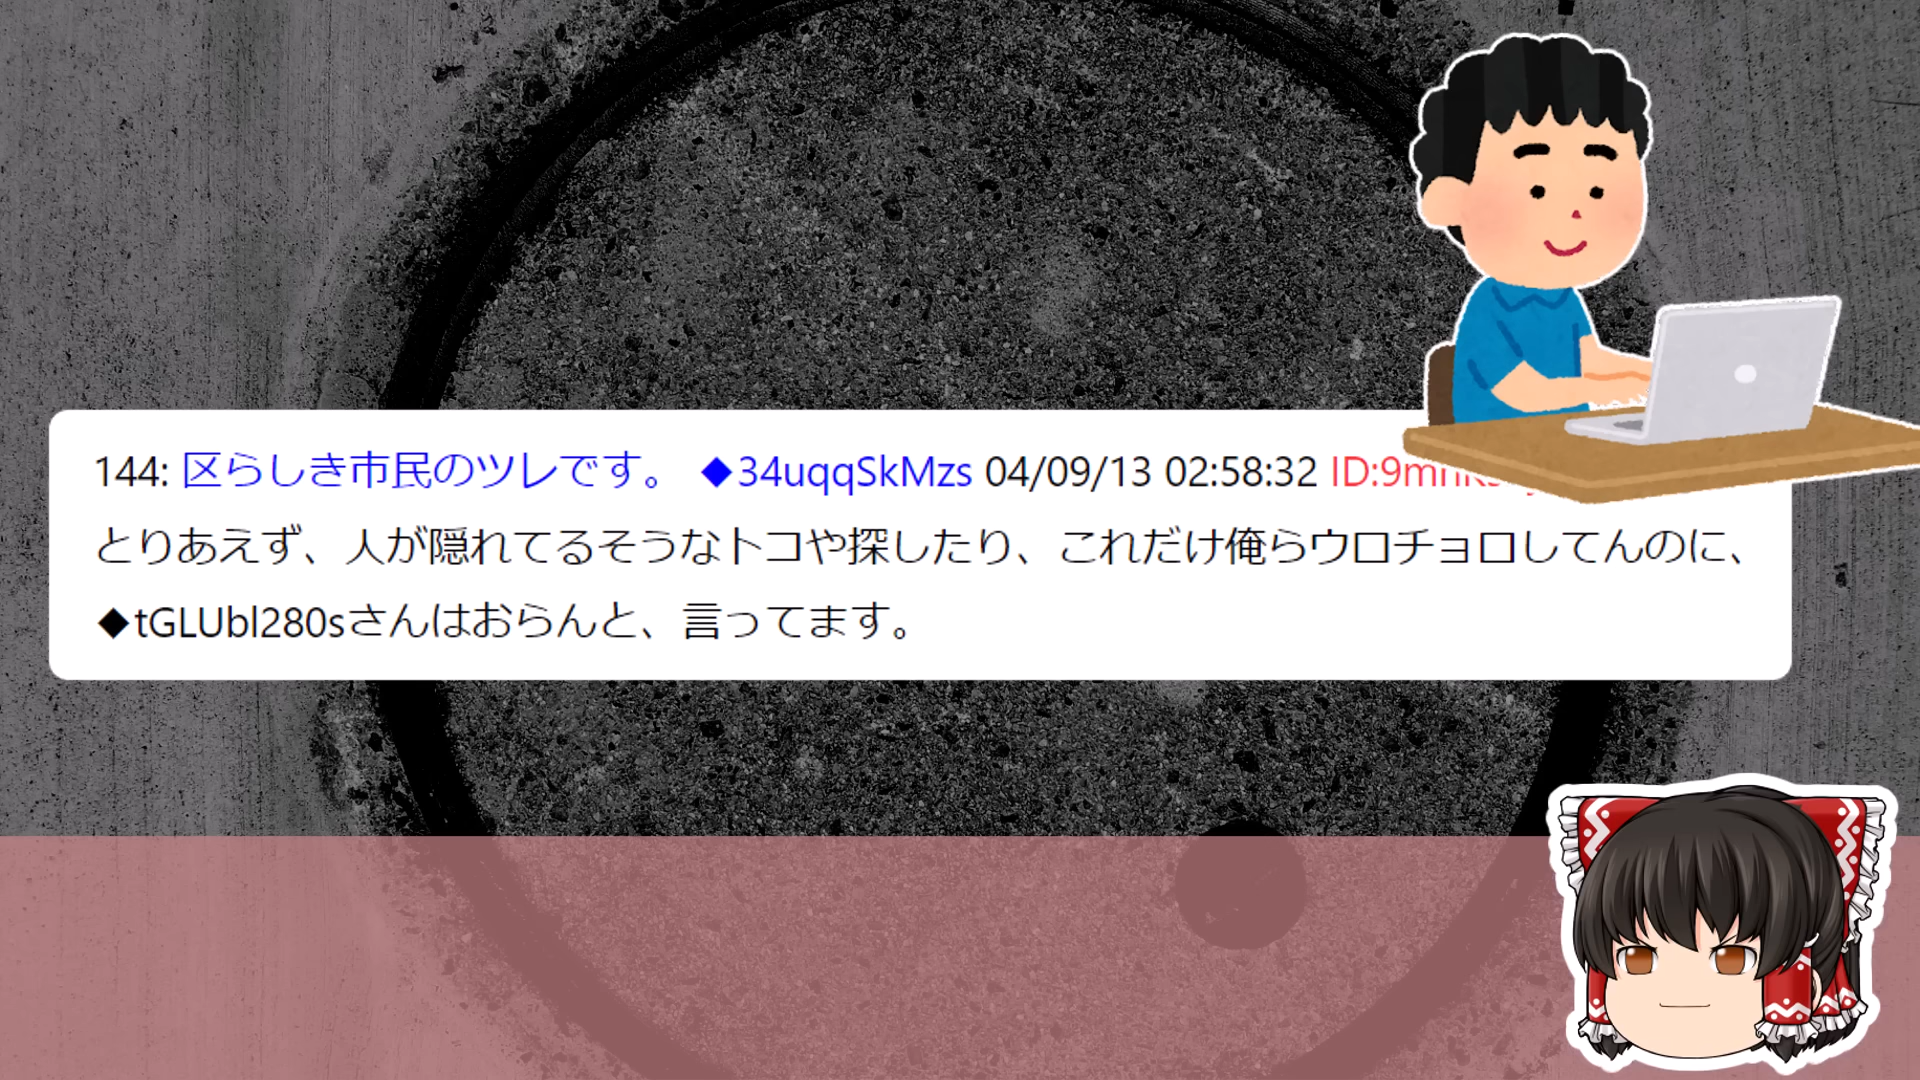 144: 区らしき市民のツレです。 ◆34uqqSkMzs 04/09/13 02:58:32
とりあえず、人が隠れてるそうなトコや探したり、これだけ俺らウロチョロしてんのに、
◆tGLUbl280sさんはおらんと、言ってます。